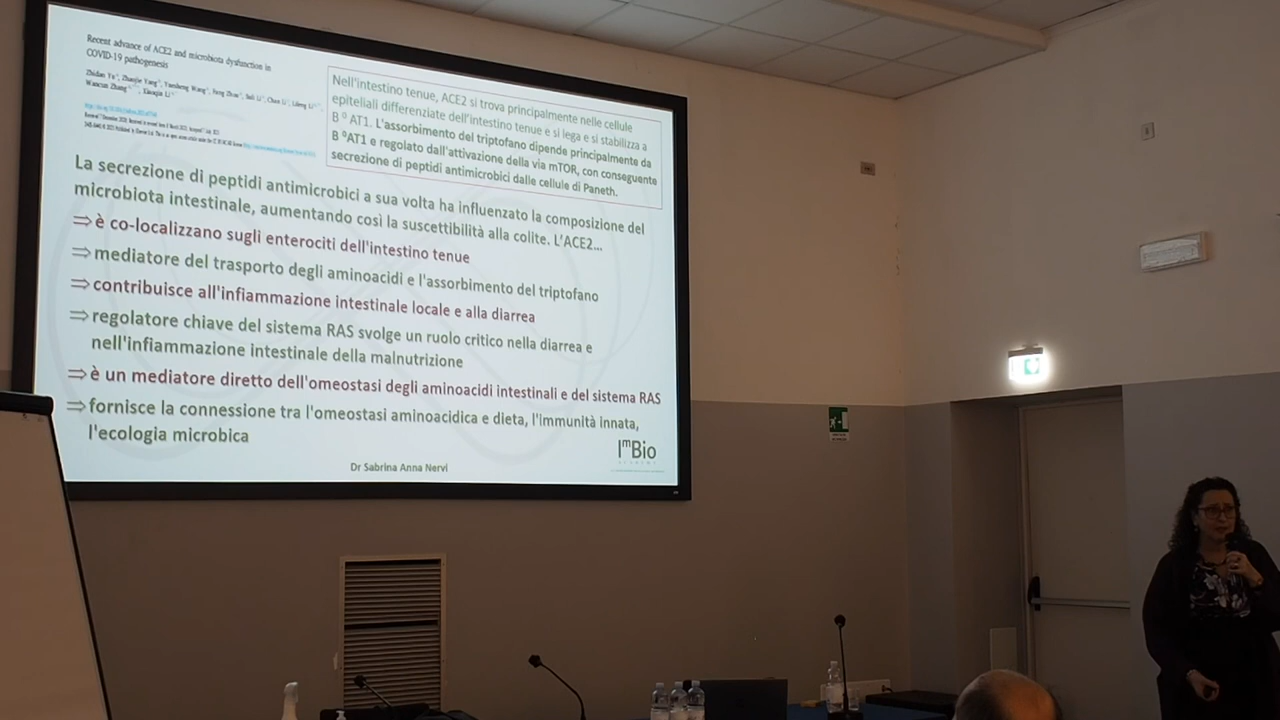 Recent advance of ACE2 and microbiota dysfunction in
COVID-19 pathogenesis
Nell'intestino tenue, ACE2 si trova principalmente nelle cellule
epiteliali differenziate dell'intestino tenue e si lega e si stabilizza a
B ⁰ AT1. L'assorbimento del triptofano dipende principalmente da
B ⁰AT1 e regolato dall'attivazione della via mTOR, con conseguente
secrezione di peptidi antimicrobici dalle cellule di Paneth.
La secrezione di peptidi antimicrobici a sua volta ha influenzato la composizione del
microbiota intestinale, aumentando così la suscettibilità alla colite. L'ACE2...
⇒è co-localizzano sugli enterociti dell'intestino tenue
⇒mediatore del trasporto degli aminoacidi e l'assorbimento del triptofano
⇒contribuisce all'infiammazione intestinale locale e alla diarrea
⇒regolatore chiave del sistema RAS svolge un ruolo critico nella diarrea e
nell'infiammazione intestinale della malnutrizione
⇒è un mediatore diretto dell'omeostasi degli aminoacidi intestinali e del sistema RAS
⇒fornisce la connessione tra l'omeostasi aminoacidica e dieta, l'immunità innata,
l'ecologia microbica
Dr Sabrina Anna Nervi
ImBio